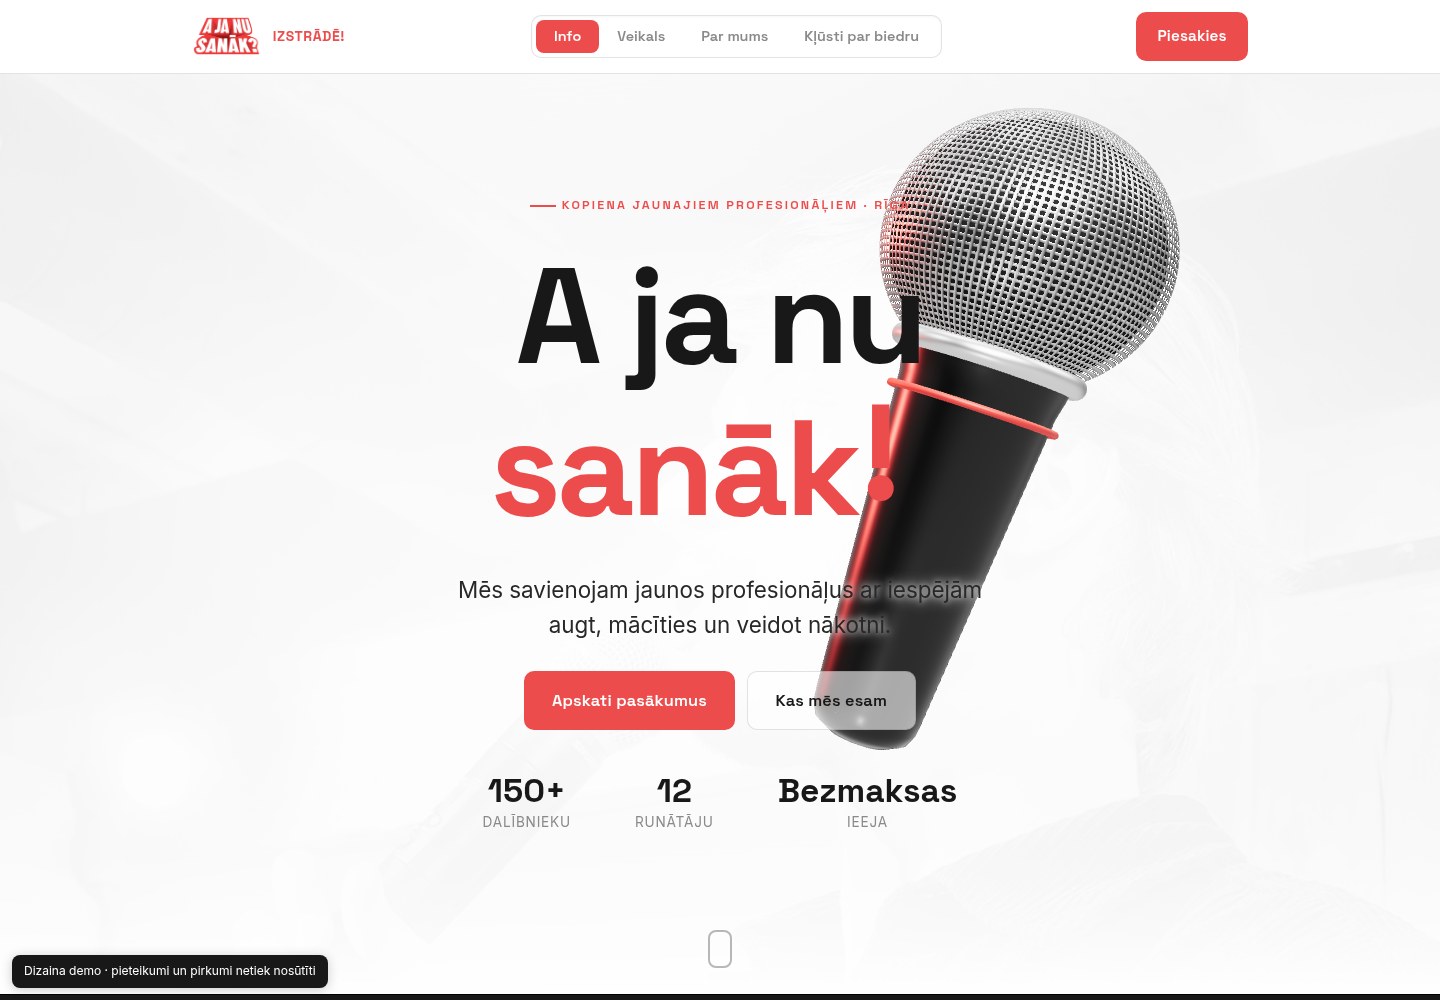 A JA NU
SANĀK?
IZSTRĀDĒ!
Info
Veikals
Par mums
Kļūsti par biedru
Piesakies
KOPIENA JAUNAJIEM PROFESIONĀĻIEM · RĪGA
A ja nu
sanāk!
Mēs savienojam jaunos profesionāļus ar iespējām
augt, mācīties un veidot nākotni.
Apskati pasākumus
Kas mēs esam
150+
DALĪBNIEKU
12
RUNĀTĀJU
Bezmaksas
IEEJA
Dizaina demo · pieteikumi un pirkumi netiek nosūtīti